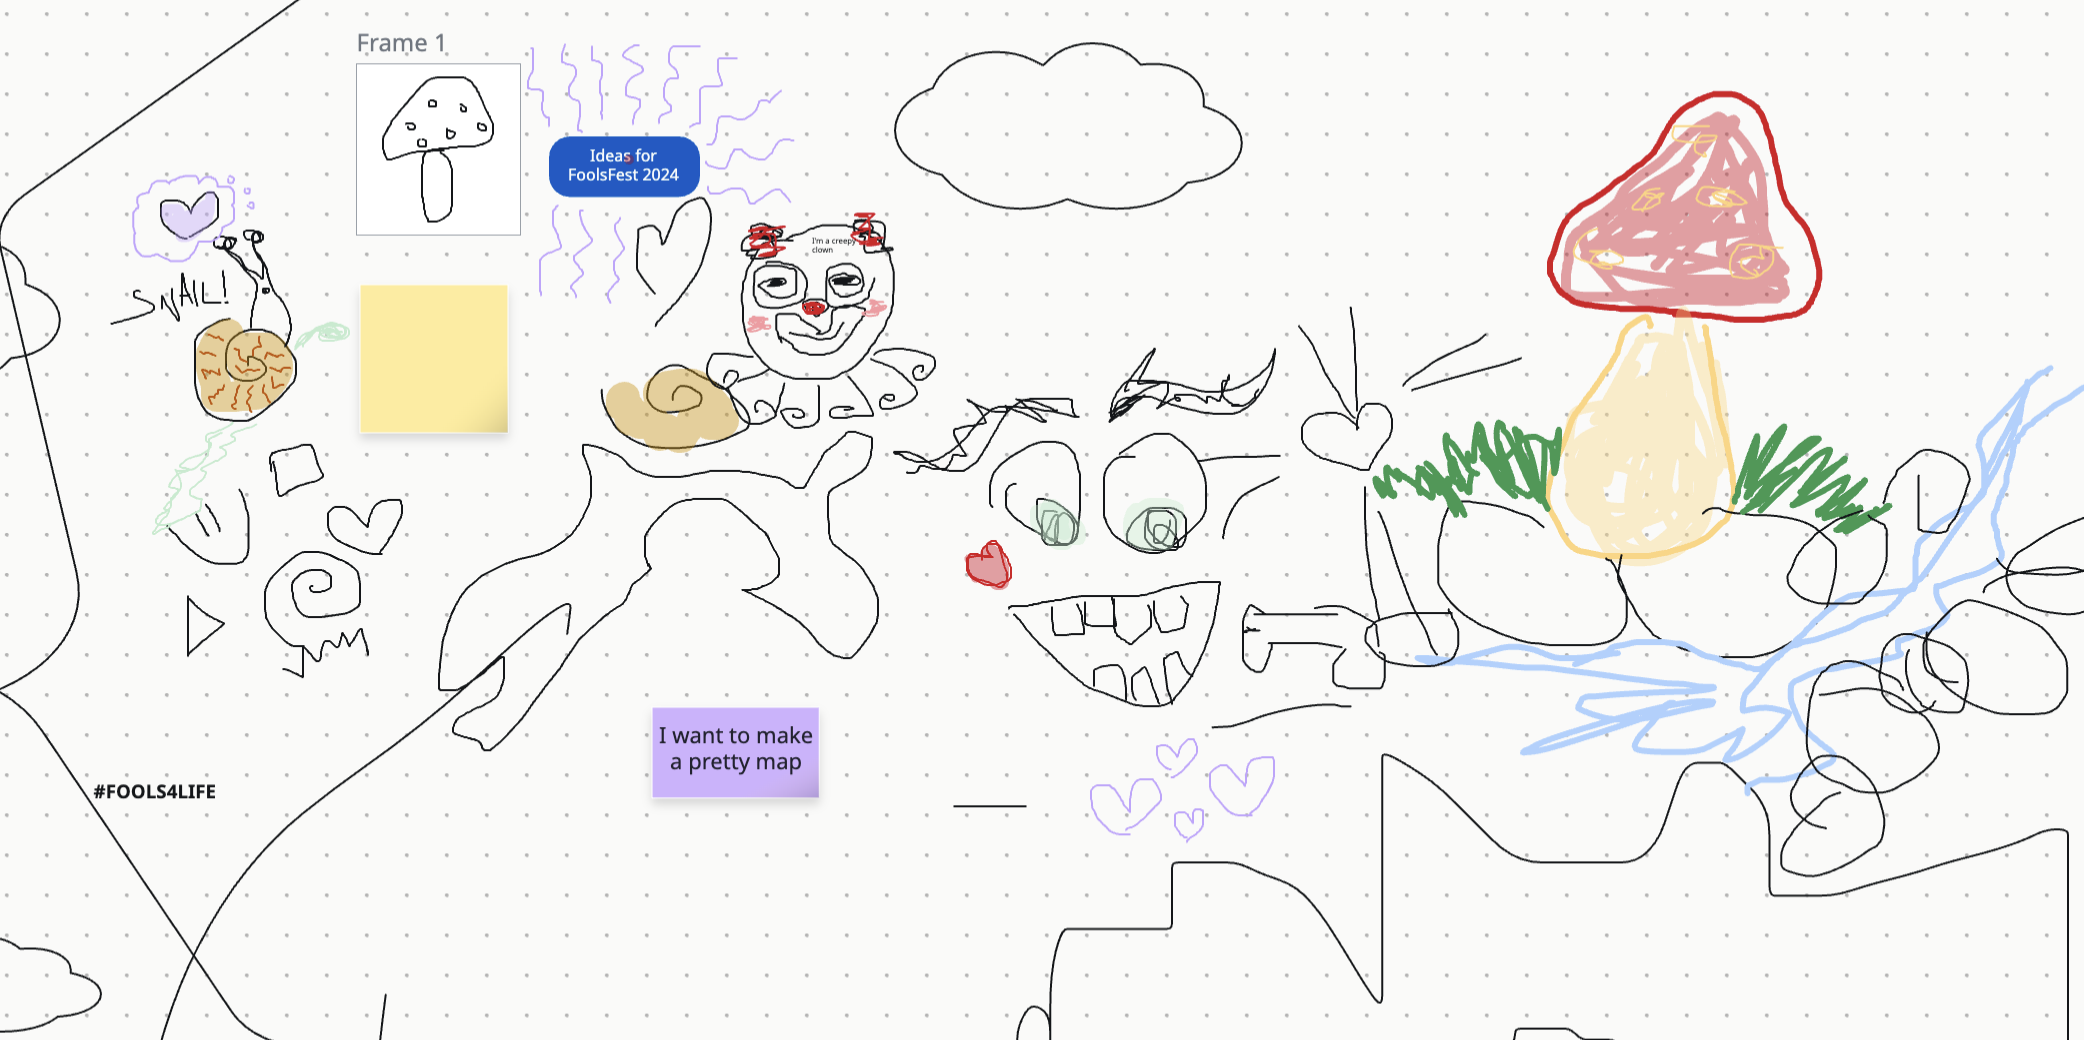 Frame 1
Ideas for
FoolsFest 2024
I'm a creepy
clown
SNAIL!
I want to make
a pretty map
#FOOLS4LIFE